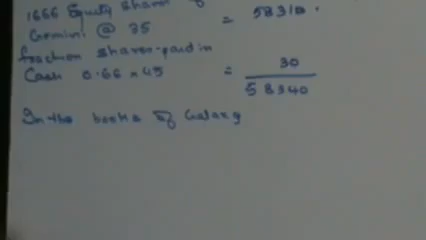 1666 Equity Shares of
Gemini @ 35 = 58310.
fraction shares-paid in
Cash 0.66 x 45 = 30
58340
In the books of Galaxy